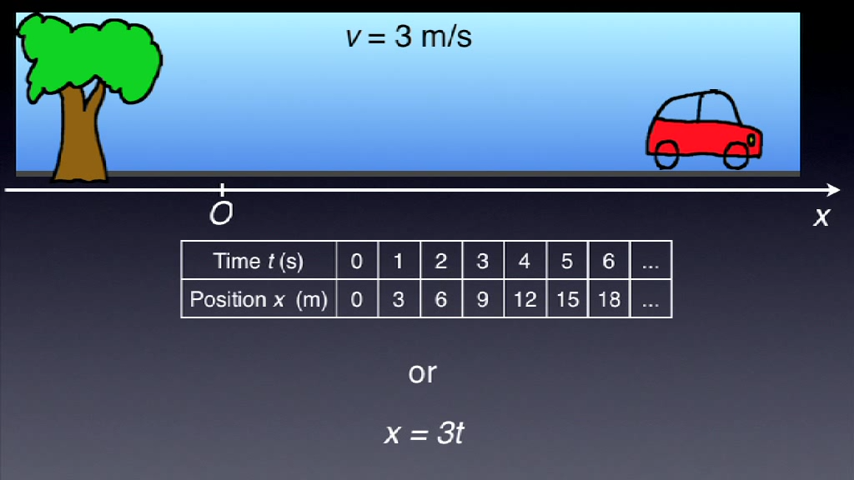 v = 3 m/s
O
x
Time t (s) 0 1 2 3 4 5 6 ...
Position x (m) 0 3 6 9 12 15 18 ...
or
x = 3t